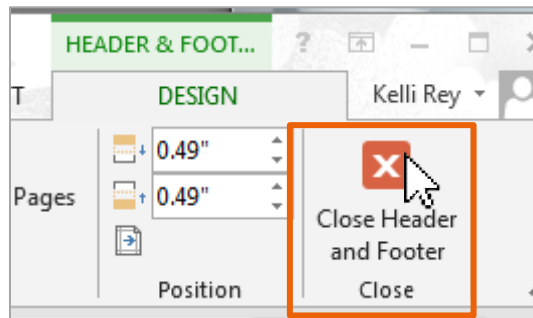 HEADER & FOOT... ?
T DESIGN Kelli Rey
0.49"
Pages 0.49"
Close Header
and Footer
Position Close